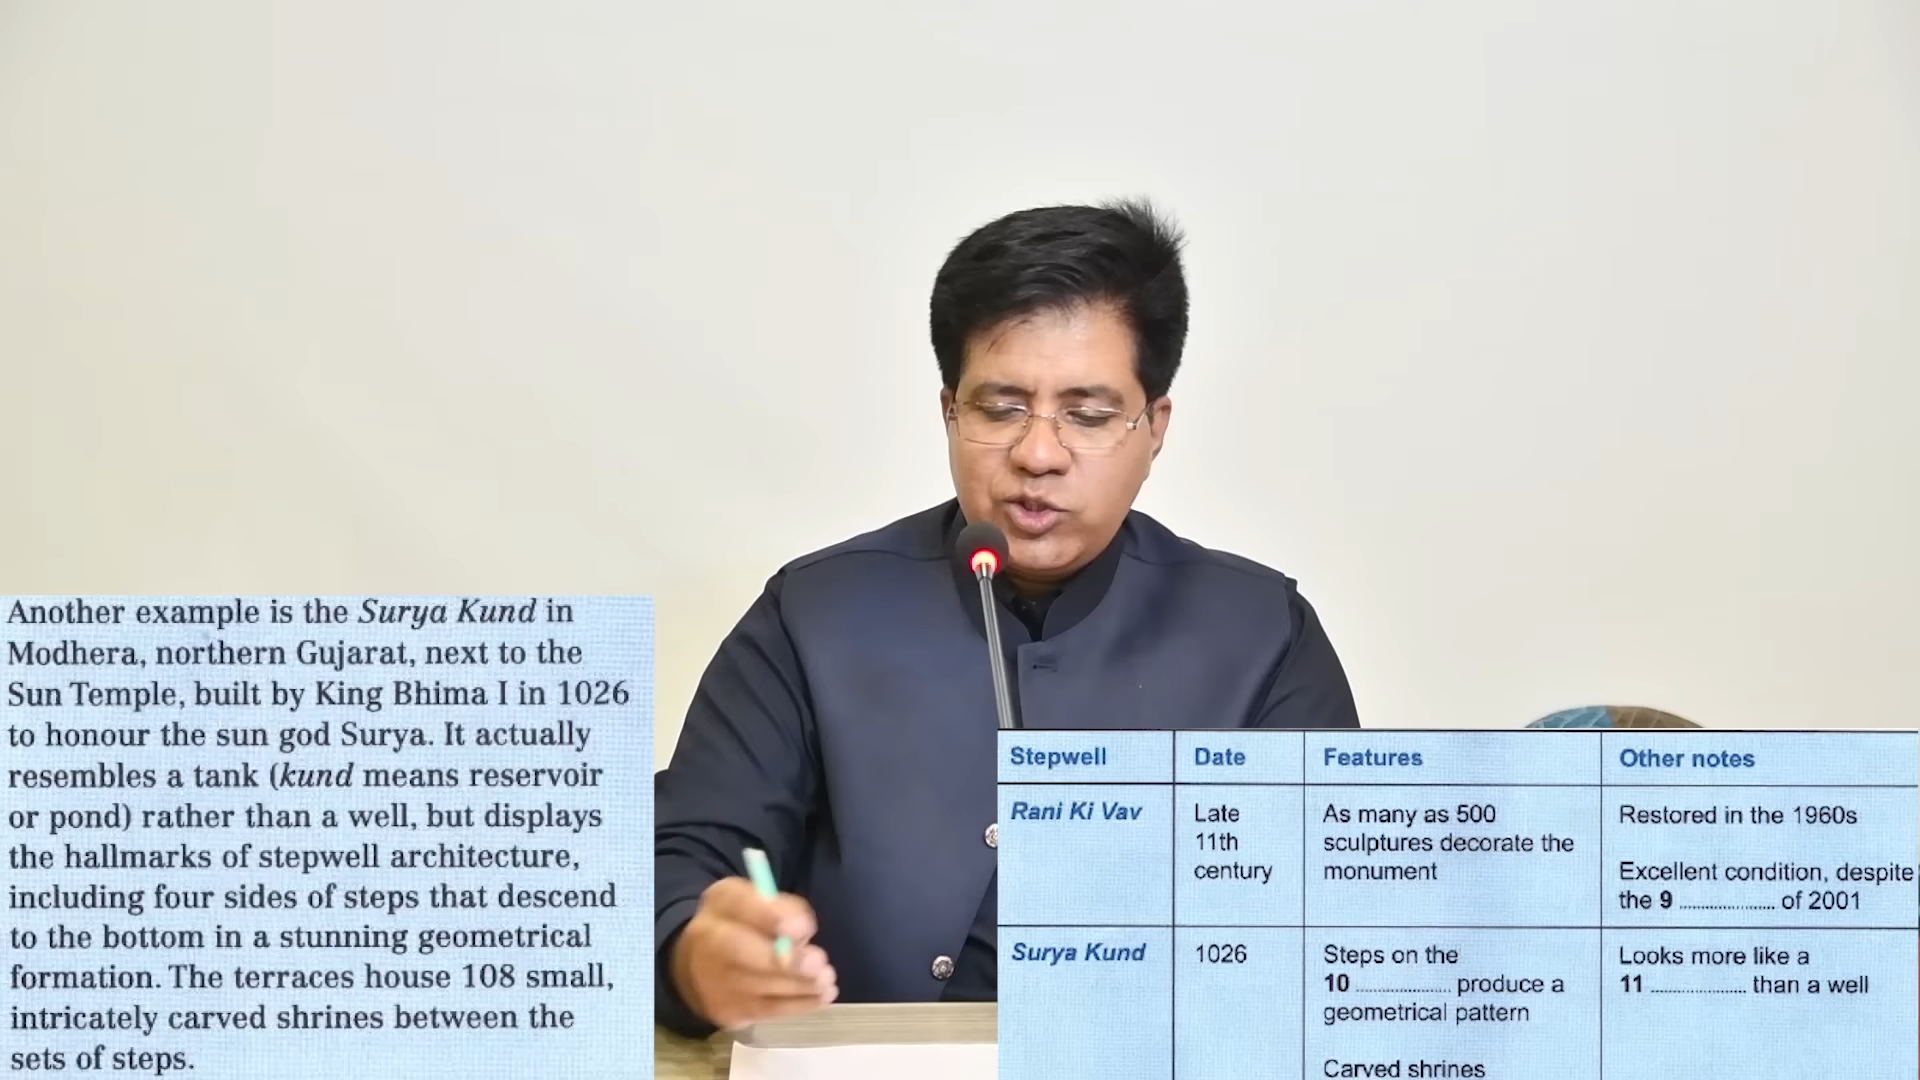 Another example is the Surya Kund in
Modhera, northern Gujarat, next to the
Sun Temple, built by King Bhima I in 1026
to honour the sun god Surya. It actually
resembles a tank (kund means reservoir
or pond) rather than a well, but displays
the hallmarks of stepwell architecture,
including four sides of steps that descend
to the bottom in a stunning geometrical
formation. The terraces house 108 small,
intricately carved shrines between the
sets of steps.
Stepwell Date Features Other notes
Rani Ki Vav
Late
11th
century
As many as 500
sculptures decorate the
monument
Restored in the 1960s
Excellent condition, despite
the 9 .................... of 2001
Surya Kund
1026
Steps on the
10 .................... produce a
geometrical pattern
Carved shrines
Looks more like a
11 .................... than a well